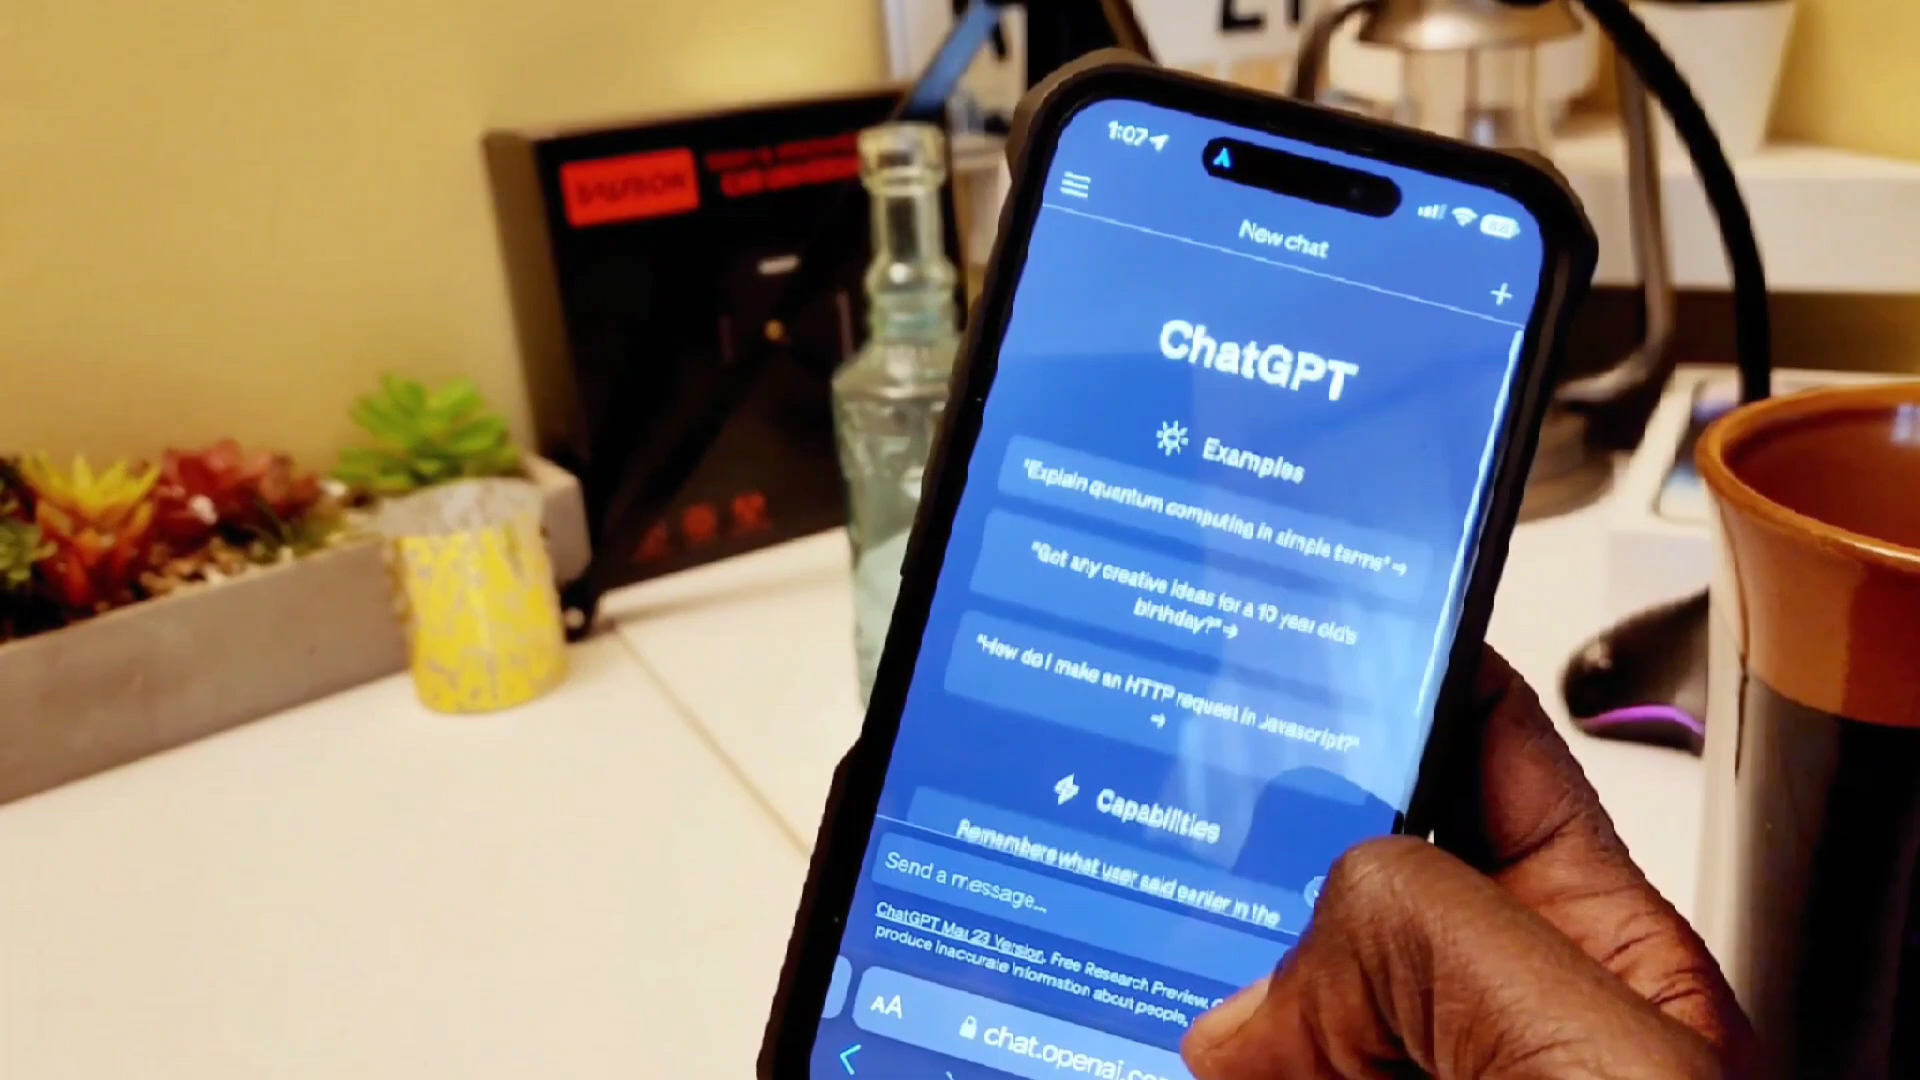 1:07
New chat
ChatGPT
Examples
"Explain quantum computing in simple terms" →
"Got any creative ideas for a 10 year old's
birthday?" →
"How do I make an HTTP request in Javascript?"
→
Capabilities
Remembers what user said earlier in the
Send a message...
ChatGPT Mar 23 Version. Free Research Preview.
produce inaccurate information about people,
AA
chat.openai.co